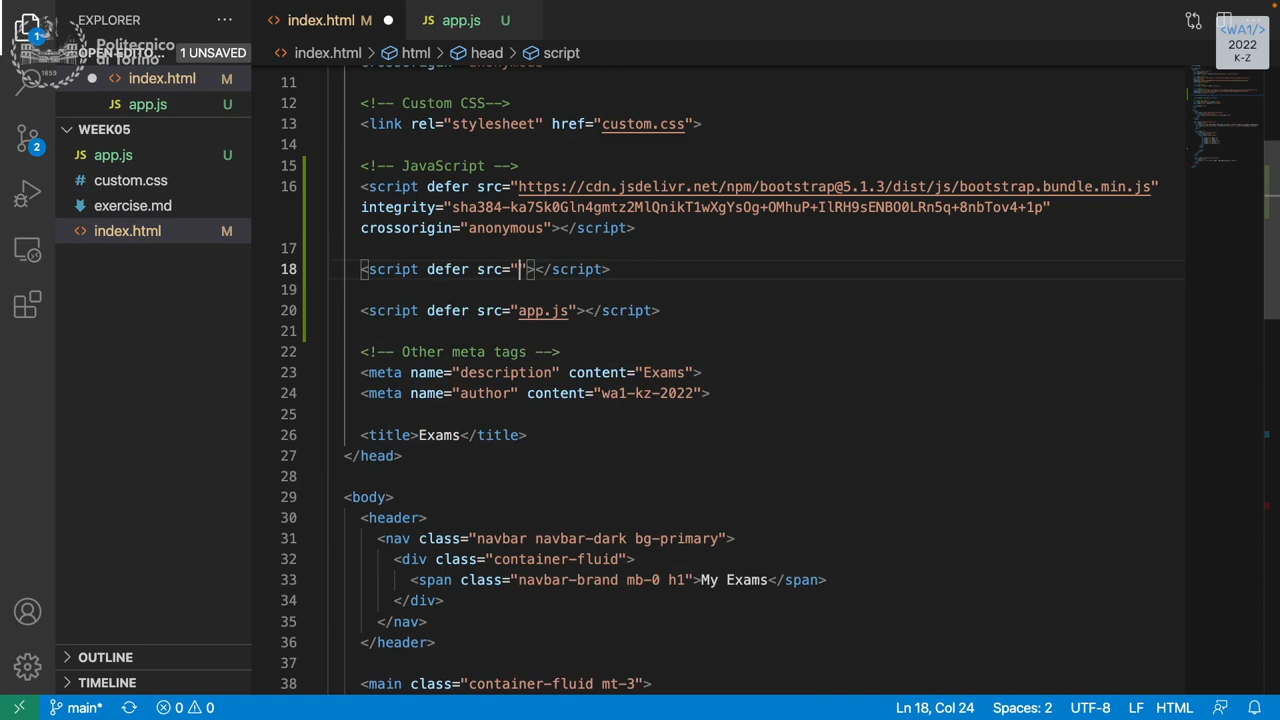 EXPLORER
index.html M
JS app.js U
<WA1/>
2022
K-Z
Politecnico
di Torino
1859
1
OPEN EDITO...
1 UNSAVED
index.html > html > head > script
index.html M
JS app.js U
WEEK05
JS app.js U
# custom.css
exercise.md
index.html M
2
11
12 <!-- Custom CSS-->
13 <link rel="stylesheet" href="custom.css">
14
15 <!-- JavaScript -->
16 <script defer src="https://cdn.jsdelivr.net/npm/bootstrap@5.1.3/dist/js/bootstrap.bundle.min.js"
integrity="sha384-ka7Sk0Gln4gmtz2MlQnikT1wXgYsOg+OMhuP+IlRH9sENBO0LRn5q+8nbTov4+1p"
crossorigin="anonymous"></script>
17
18 <script defer src=""></script>
19
20 <script defer src="app.js"></script>
21
22 <!-- Other meta tags -->
23 <meta name="description" content="Exams">
24 <meta name="author" content="wa1-kz-2022">
25
26 <title>Exams</title>
27 </head>
28
29 <body>
30 <header>
31 <nav class="navbar navbar-dark bg-primary">
32 <div class="container-fluid">
33 <span class="navbar-brand mb-0 h1">My Exams</span>
34 </div>
35 </nav>
36 </header>
37
38 <main class="container-fluid mt-3">
OUTLINE
TIMELINE
main* 0 0 Ln 18, Col 24 Spaces: 2 UTF-8 LF HTML